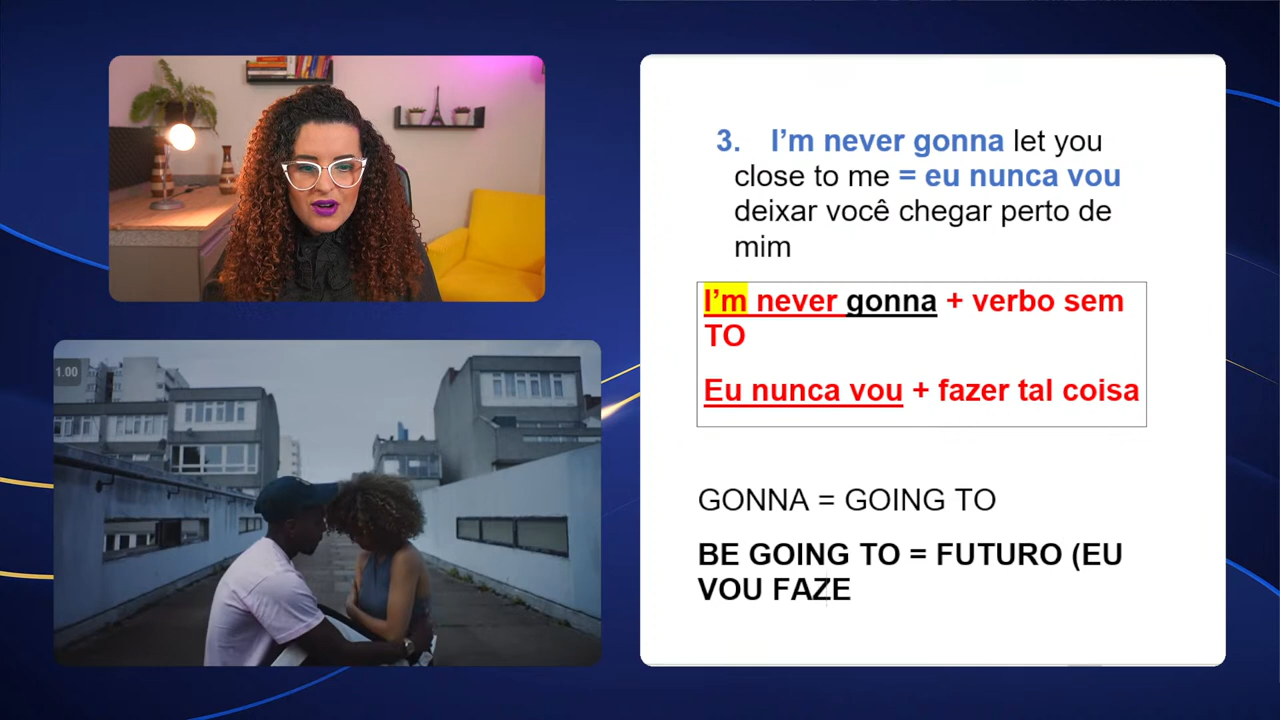 1.00
3. I’m never gonna let you
close to me = eu nunca vou
deixar você chegar perto de
mim
I’m never gonna + verbo sem
TO
Eu nunca vou + fazer tal coisa
GONNA = GOING TO
BE GOING TO = FUTURO (EU
VOU FAZE